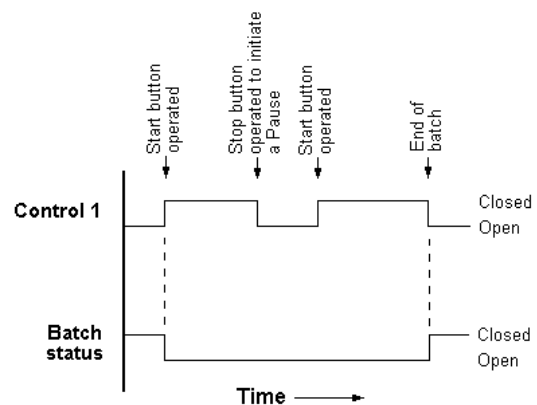 Start button
operated
Stop button
operated to initiate
a Pause
Start button
operated
End of
batch
Control 1
Closed
Open
Batch
status
Closed
Open
Time